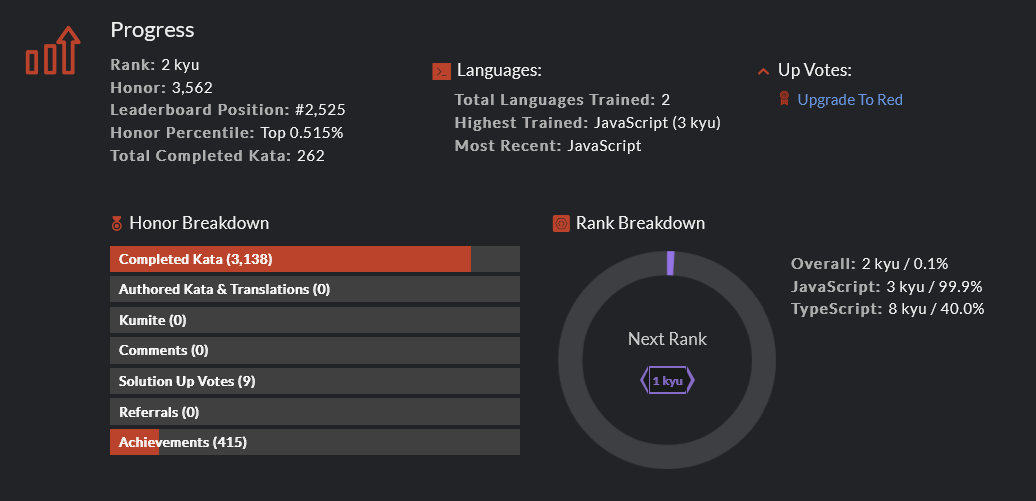 Progress
Rank: 2 kyu
Honor: 3,562
Leaderboard Position: #2,525
Honor Percentile: Top 0.515%
Total Completed Kata: 262
Languages:
Total Languages Trained: 2
Highest Trained: JavaScript (3 kyu)
Most Recent: JavaScript
Up Votes:
Upgrade To Red
Honor Breakdown
Completed Kata (3,138)
Authored Kata & Translations (0)
Kumite (0)
Comments (0)
Solution Up Votes (9)
Referrals (0)
Achievements (415)
Rank Breakdown
Next Rank
1 kyu
Overall: 2 kyu / 0.1%
JavaScript: 3 kyu / 99.9%
TypeScript: 8 kyu / 40.0%